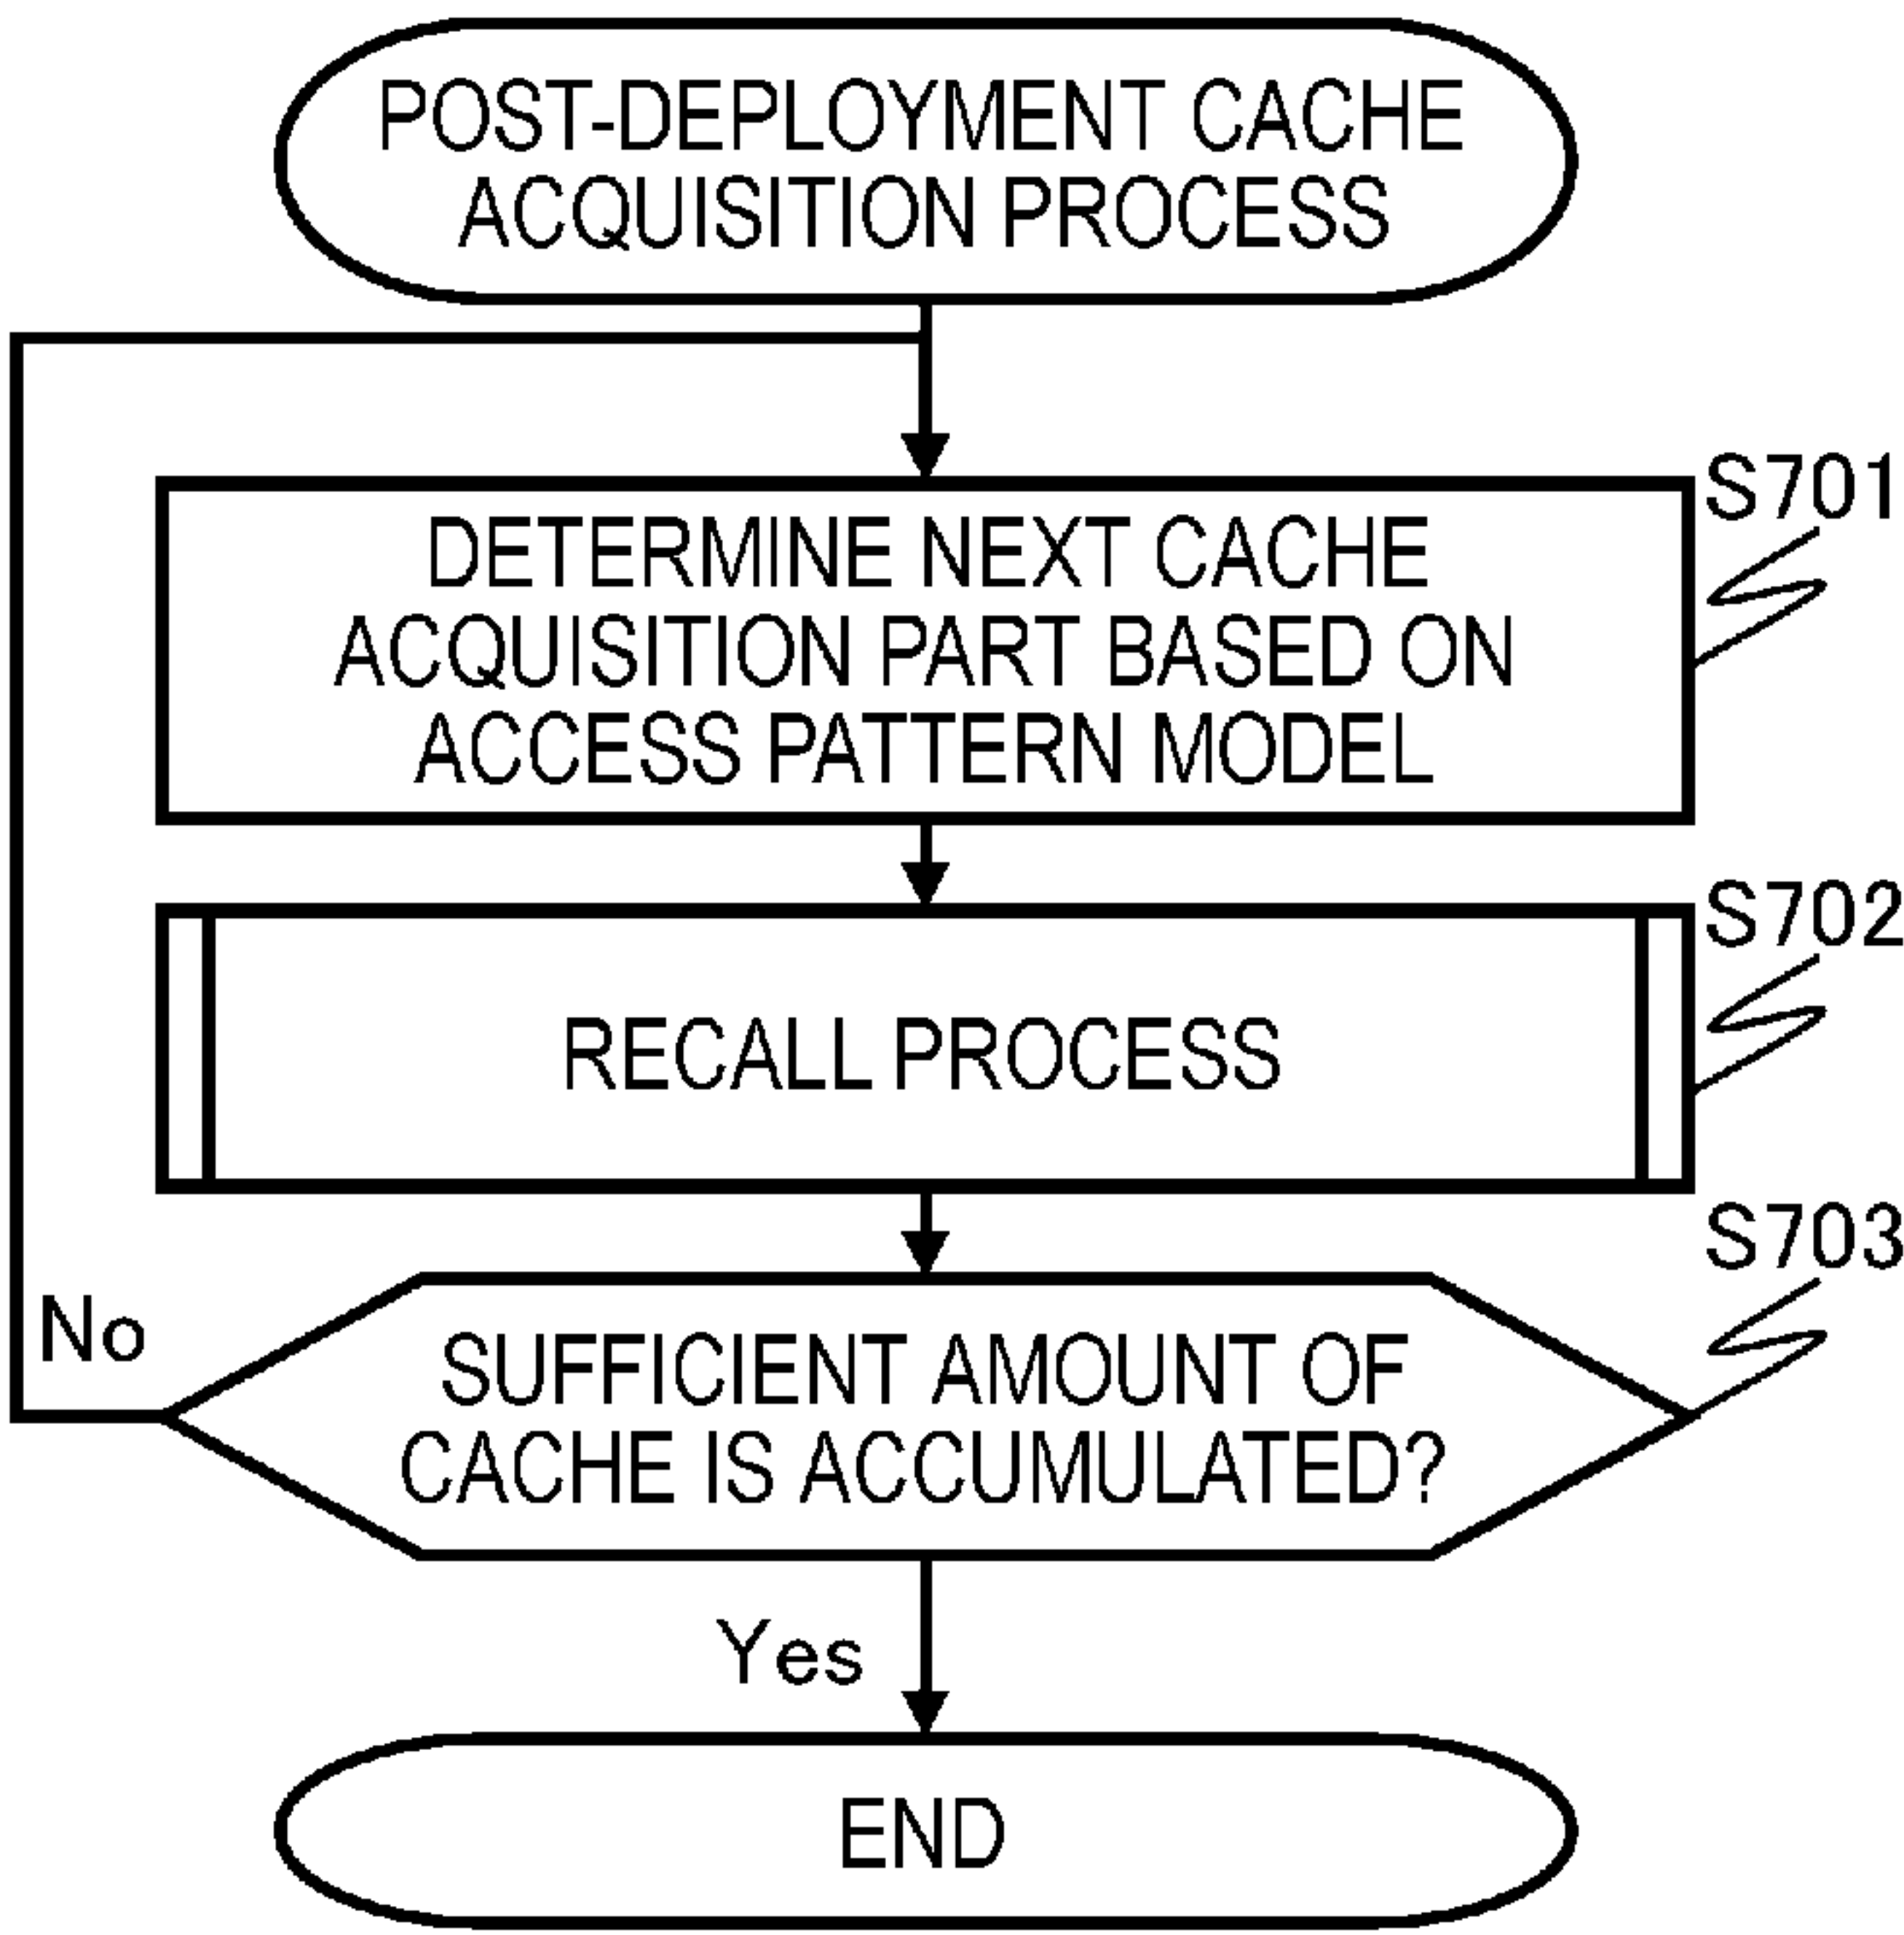 POST-DEPLOYMENT CACHE
ACQUISITION PROCESS
S701
DETERMINE NEXT CACHE
ACQUISITION PART BASED ON
ACCESS PATTERN MODEL
S702
RECALL PROCESS
S703
No
SUFFICIENT AMOUNT OF
CACHE IS ACCUMULATED?
Yes
END